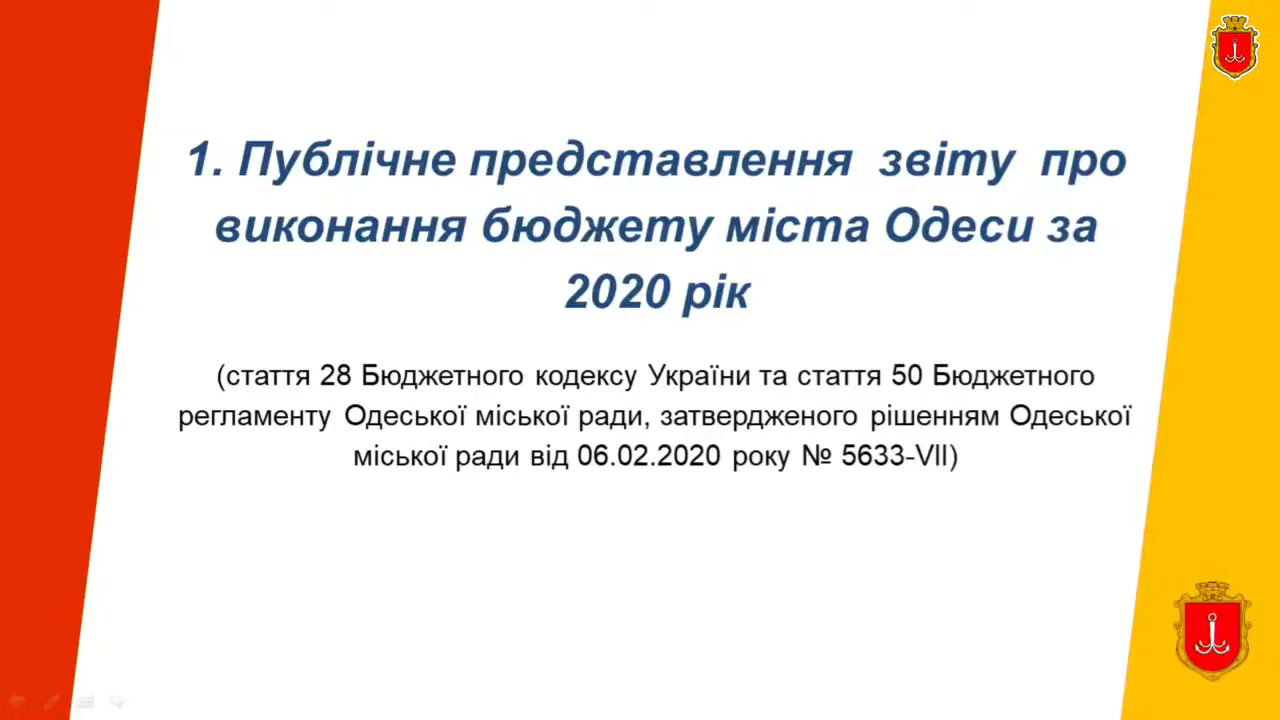 1. Публічне представлення звіту про
виконання бюджету міста Одеси за
2020 рік
(стаття 28 Бюджетного кодексу України та стаття 50 Бюджетного
регламенту Одеської міської ради, затвердженого рішенням Одеської
міської ради від 06.02.2020 року № 5633-VII)